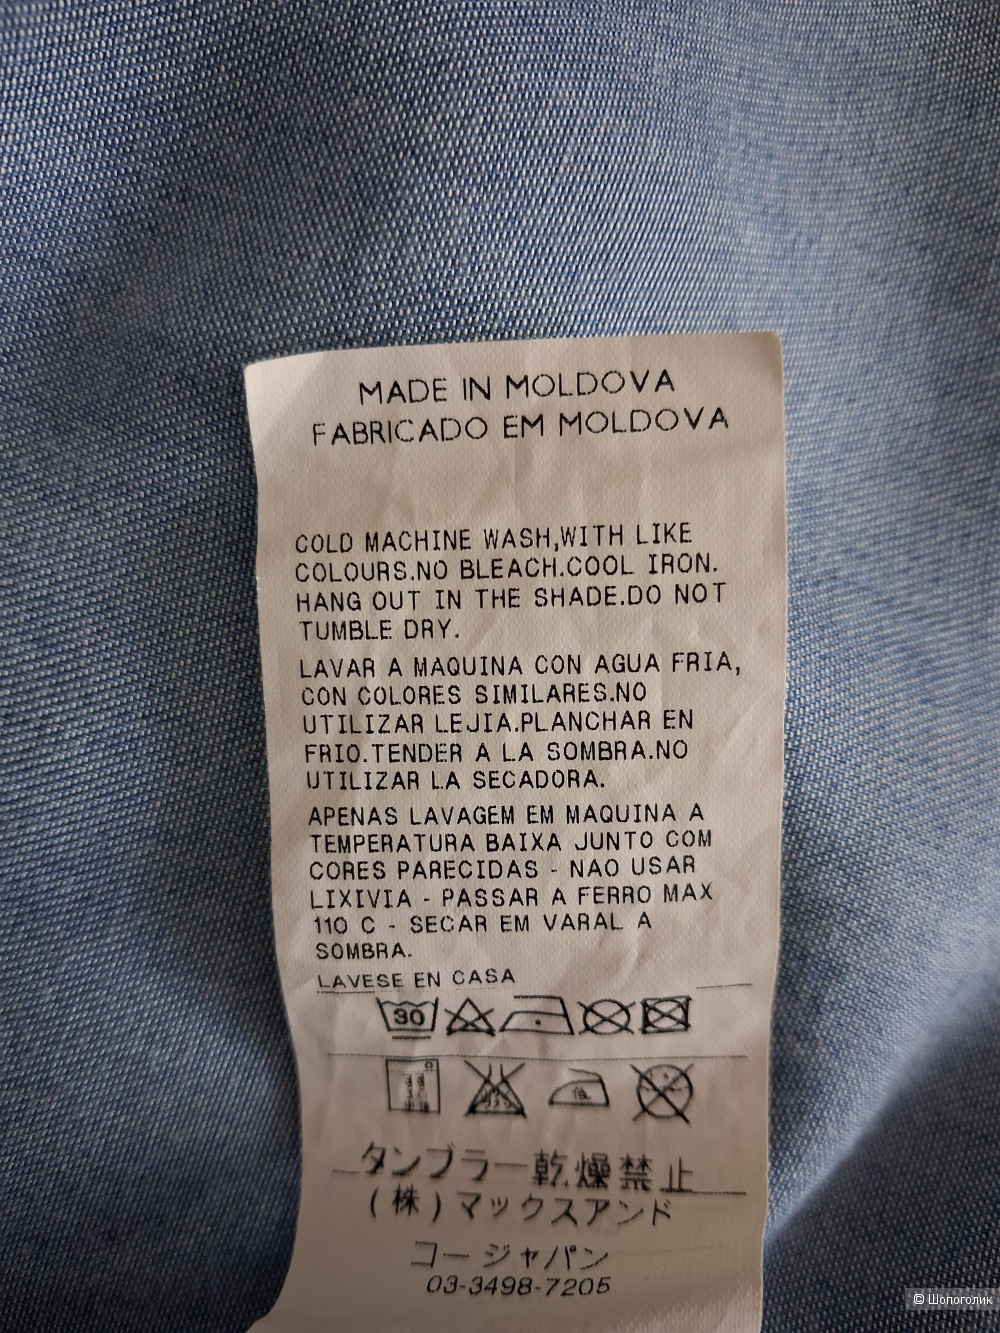 MADE IN MOLDOVA
FABRICADO EM MOLDOVA
COLD MACHINE WASH,WITH LIKE
COLOURS.NO BLEACH.COOL IRON.
HANG OUT IN THE SHADE.DO NOT
TUMBLE DRY.
LAVAR A MAQUINA CON AGUA FRIA,
CON COLORES SIMILARES.NO
UTILIZAR LEJIA.PLANCHAR EN
FRIO.TENDER A LA SOMBRA.NO
UTILIZAR LA SECADORA.
APENAS LAVAGEM EM MAQUINA A
TEMPERATURA BAIXA JUNTO COM
CORES PARECIDAS - NAO USAR
LIXIVIA - PASSAR A FERRO MAX
110 C - SECAR EM VARAL A
SOMBRA.
LAVESE EN CASA
30
低
タンブラー乾燥禁止
(株)マックスアンド
コージャパン
03-3498-7205
© Шопоголик